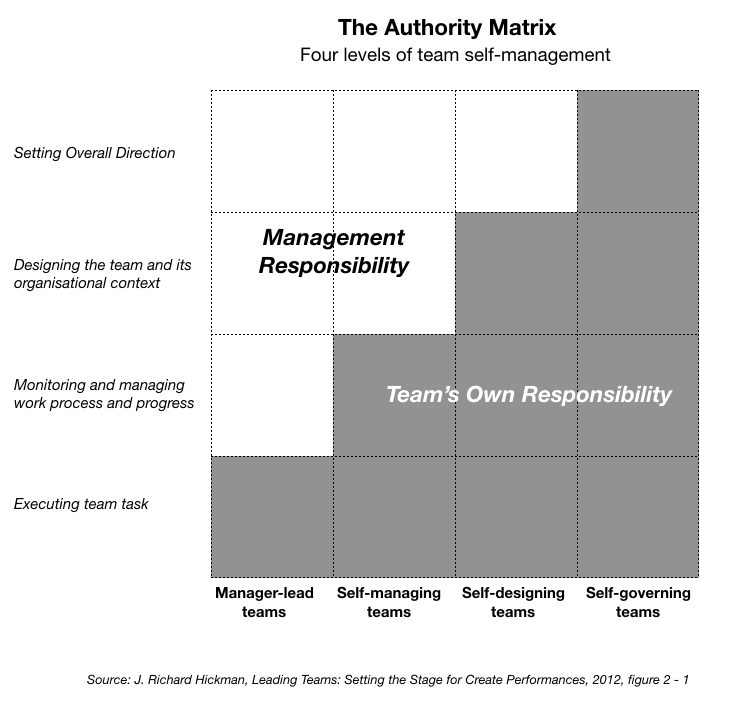 The Authority Matrix
Four levels of team self-management
Setting Overall Direction
Management
Responsibility
Designing the team and its
organisational context
Monitoring and managing
work process and progress
Team's Own Responsibility
Executing team task
Manager-lead
teams
Self-managing
teams
Self-designing
teams
Self-governing
teams
Source: J. Richard Hickman, Leading Teams: Setting the Stage for Create Performances, 2012, figure 2 - 1